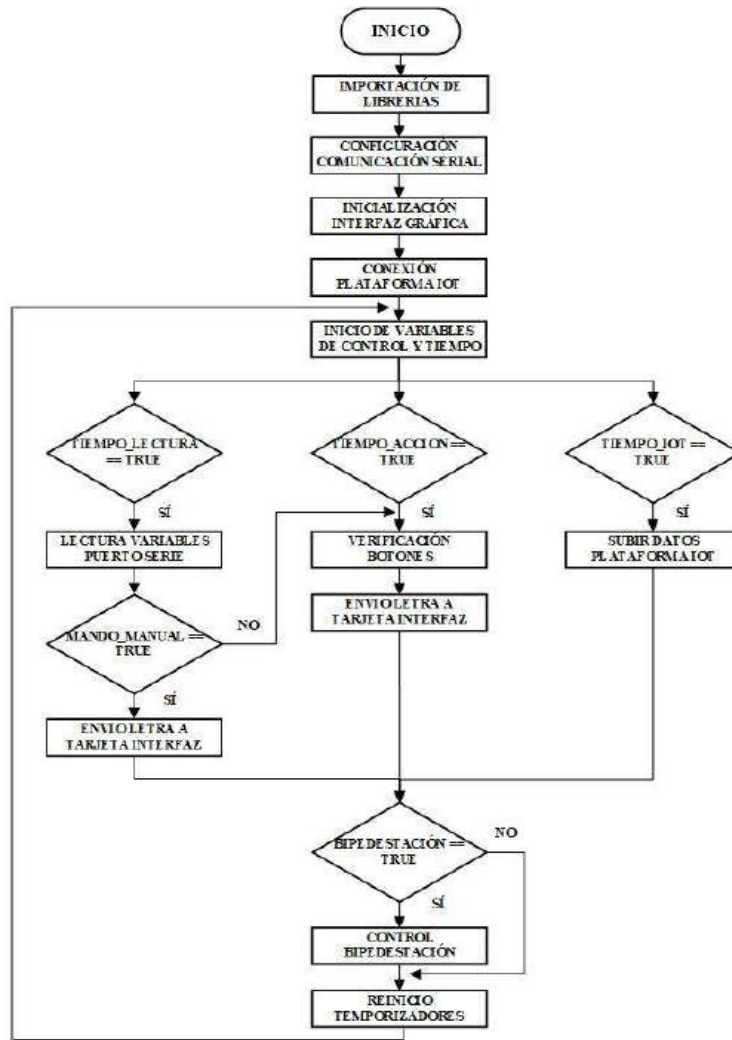 INICIO
IMPORTACIÓN DE
LIBRERIAS
CONFIGURACIÓN
COMUNICACIÓN SERIAL
INICIALIZACIÓN
INTERFAZ GRÁFICA
CONEXIÓN
PLATAFORMA IOT
INICIO DE VARIABLES
DE CONTROL Y TIEMPO
TIEMPO_LECTURA
== TRUE
TIEMPO_ACCION ==
TRUE
TIEMPO_IOT ==
TRUE
SÍ
SÍ
SÍ
LECTURA VARIABLES
PUERTO SERIE
VERIFICACIÓN
BOTONES
SUBIR DATOS
PLATAFORMA IOT
MANDO_MANUAL ==
TRUE
NO
ENVIO LETRA A
TARJETA INTERFAZ
SÍ
ENVIO LETRA A
TARJETA INTERFAZ
BIPEDESTACIÓN ==
TRUE
NO
SÍ
CONTROL
BIPEDESTACIÓN
REINICIO
TEMPORIZADORES